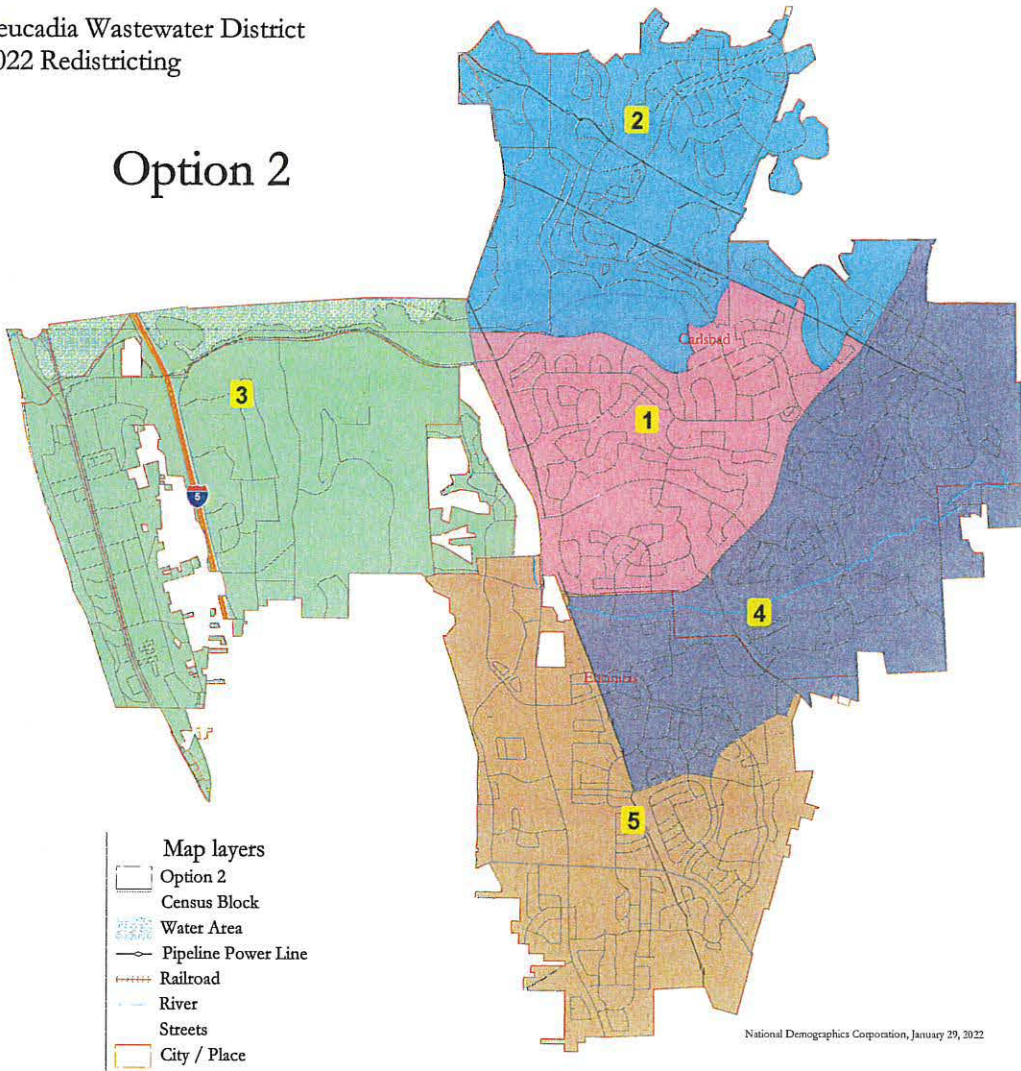 eucadia Wastewater District
022 Redistricting
Option 2
2
Carlsbad
3
1
5
4
Encinitas
5
Map layers
Option 2
Census Block
Water Area
Pipeline Power Line
Railroad
River
Streets
City / Place
National Demographics Corporation, January 29, 2022